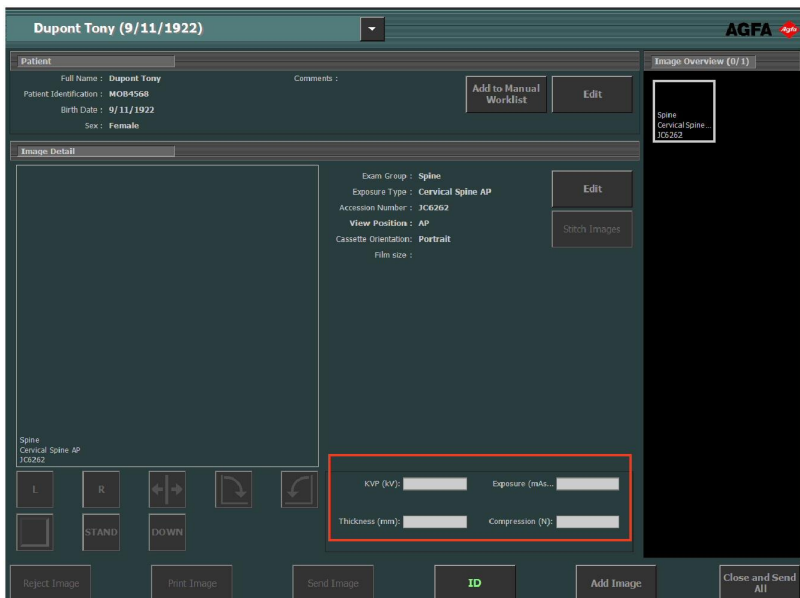 Dupont Tony (9/11/1922)
AGFA
Agfa
Patient
Full Name : Dupont Tony
Patient Identification : MOB4568
Birth Date : 9/11/1922
Sex : Female
Comments :
Add to Manual
Worklist
Edit
Image Detail
Spine
Cervical Spine AP
JC6262
Exam Group : Spine
Exposure Type : Cervical Spine AP
Accession Number : JC6262
View Position : AP
Cassette Orientation: Portrait
Film size :
Edit
Stitch Images
L
R
STAND
DOWN
KVP (kV):
Exposure (mAs...
Thickness (mm):
Compression (N):
Image Overview (0/1)
Spine
Cervical Spine...
JC6262
Reject Image
Print Image
Send Image
ID
Add Image
Close and Send
All